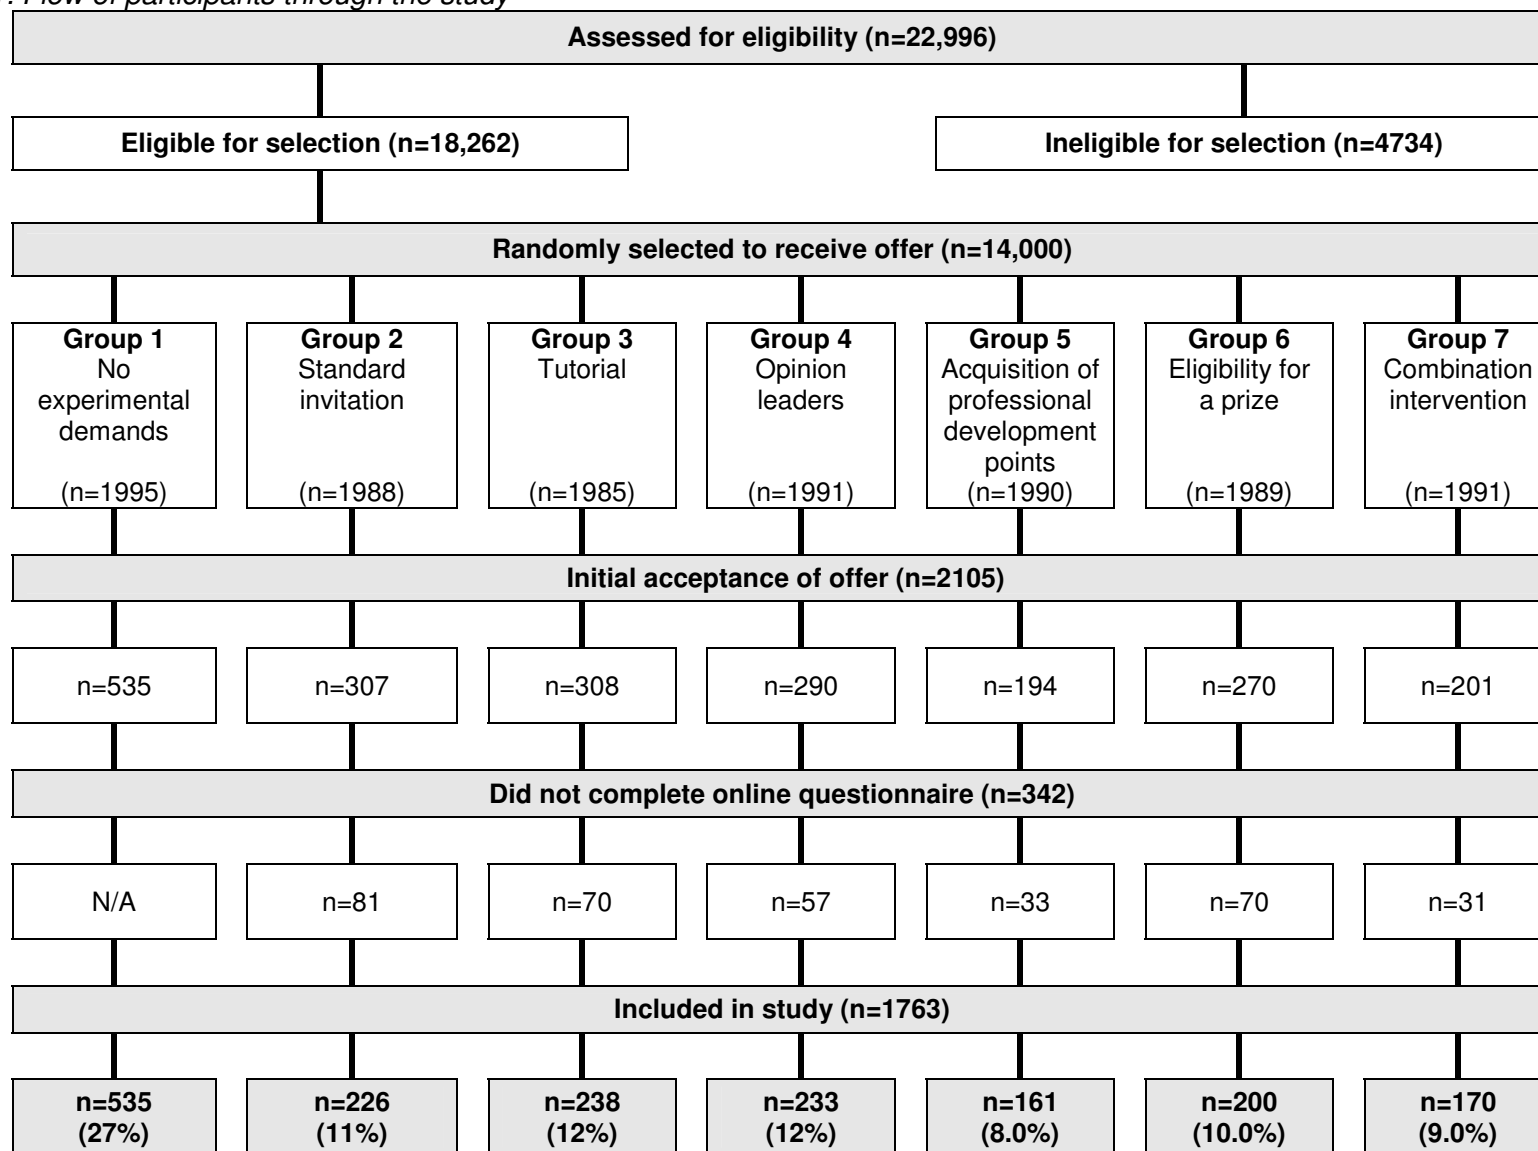 Flow of participants through the study
Assessed for eligibility (n=22,996)
Eligible for selection (n=18,262)
Ineligible for selection (n=4734)
Randomly selected to receive offer (n=14,000)
Group 1
No
experimental
demands
(n=1995)
Group 2
Standard
invitation
(n=1988)
Group 3
Tutorial
(n=1985)
Group 4
Opinion
leaders
(n=1991)
Group 5
Acquisition of
professional
development
points
(n=1990)
Group 6
Eligibility for
a prize
(n=1989)
Group 7
Combination
intervention
(n=1991)
Initial acceptance of offer (n=2105)
n=535
n=307
n=308
n=290
n=194
n=270
n=201
Did not complete online questionnaire (n=342)
N/A
n=81
n=70
n=57
n=33
n=70
n=31
Included in study (n=1763)
n=535
(27%)
n=226
(11%)
n=238
(12%)
n=233
(12%)
n=161
(8.0%)
n=200
(10.0%)
n=170
(9.0%)